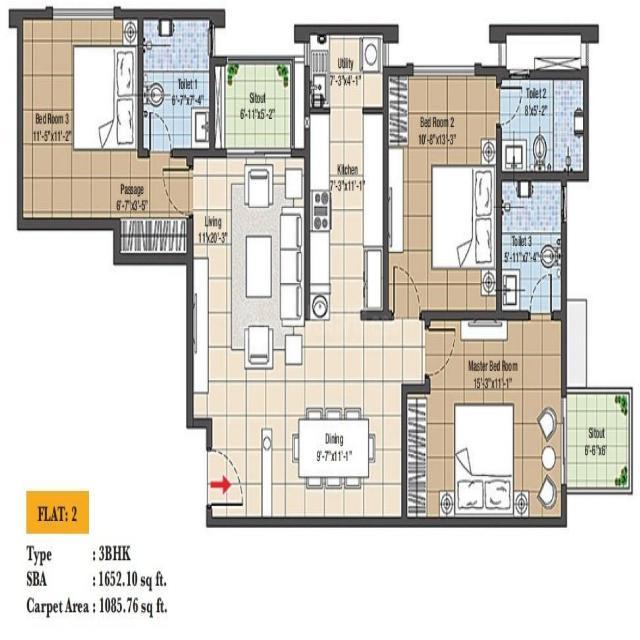 Utility
7'-3"x4'-1"
Toilet 1
6'-7"x7'-4"
Sitout
6'-11"x5'-2"
Toilet 2
8'x5'-2"
Bed Room 3
11'-5"x11'-2"
Bed Room 2
10'-8"x13'-3"
Kitchen
7'-3"x11'-1"
Passage
6'-7"x3'-5"
Living
11'x20'-3"
Toilet 3
5'-11"x7'-4"
Master Bed Room
15'-3"x11'-1"
Dining
9'-7"x11'-1"
Sitout
6'-6"x6'
FLAT: 2
Type : 3BHK
SBA : 1652.10 sq ft.
Carpet Area : 1085.76 sq ft.